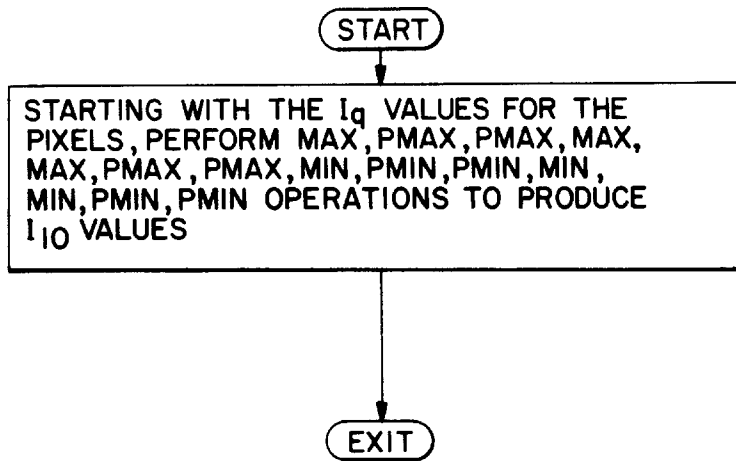 START
STARTING WITH THE Iq VALUES FOR THE
PIXELS, PERFORM MAX, PMAX, PMAX, MAX,
MAX, PMAX, PMAX, MIN, PMIN, PMIN, MIN,
MIN, PMIN, PMIN OPERATIONS TO PRODUCE
I10 VALUES
EXIT